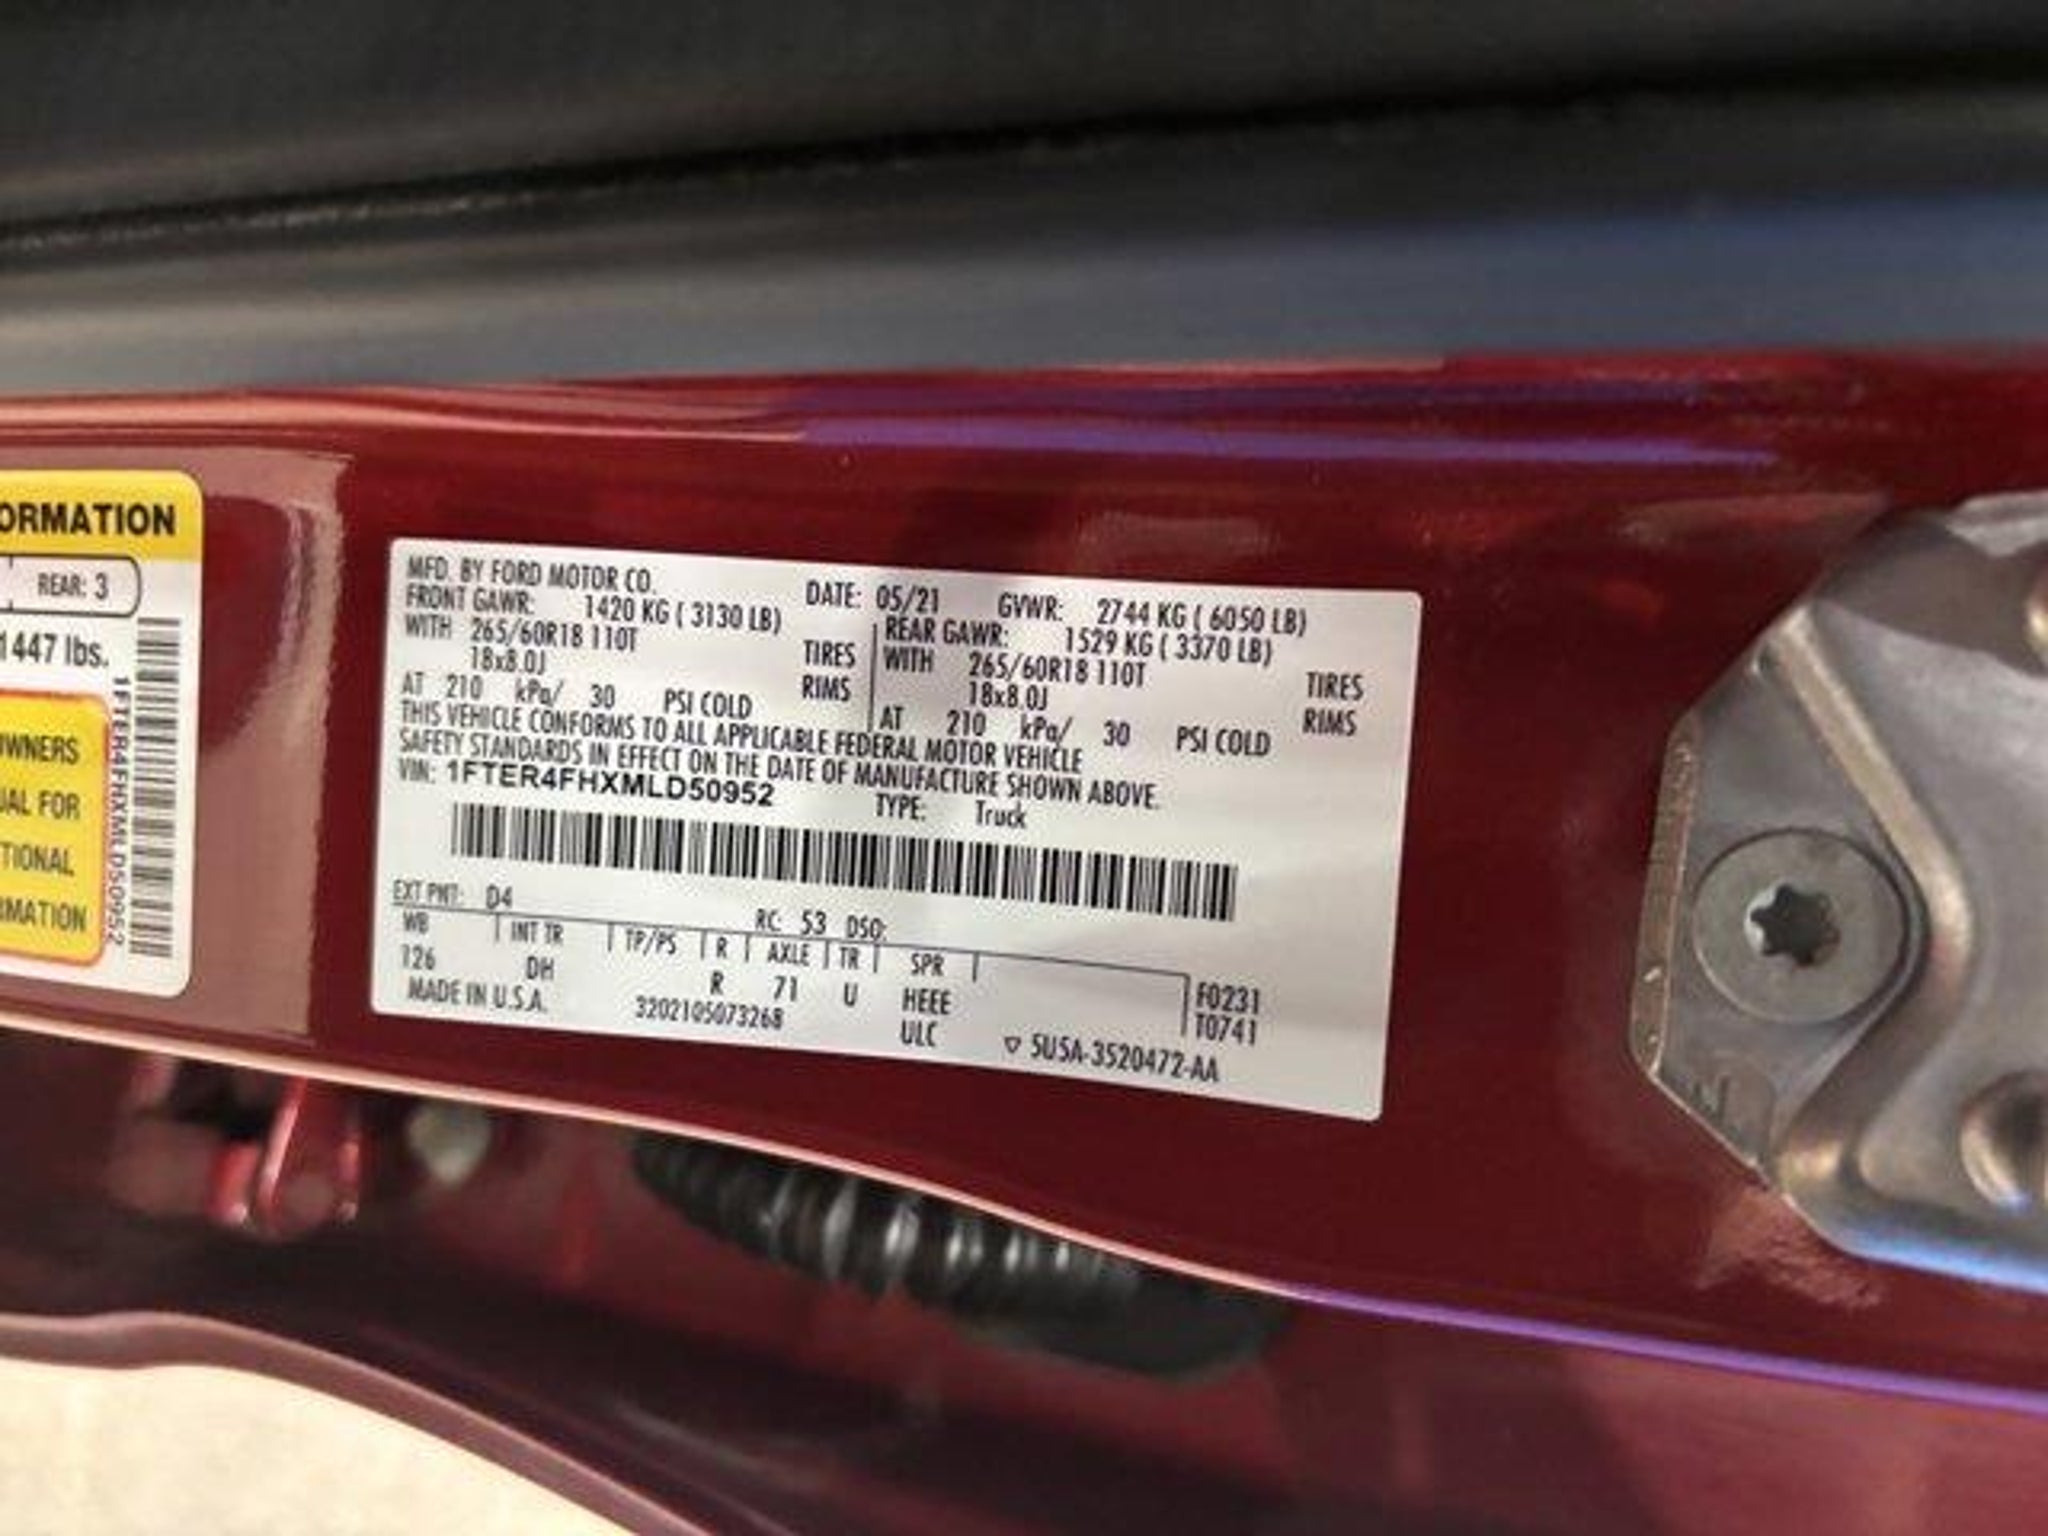 ORMATION
REAR: 3
1447 lbs.
WNERS
UAL FOR
TIONAL
RMATION
1FTER4FHXMLD50952
MFD. BY FORD MOTOR CO. DATE: 05/21 GVWR: 2744 KG ( 6050 LB)
FRONT GAWR: 1420 KG ( 3130 LB) REAR GAWR: 1529 KG ( 3370 LB)
WITH 265/60R18 110T TIRES WITH 265/60R18 110T TIRES
18x8.0J RIMS 18x8.0J RIMS
AT 210 kPa/ 30 PSI COLD AT 210 kPa/ 30 PSI COLD
THIS VEHICLE CONFORMS TO ALL APPLICABLE FEDERAL MOTOR VEHICLE
SAFETY STANDARDS IN EFFECT ON THE DATE OF MANUFACTURE SHOWN ABOVE.
VIN: 1FTER4FHXMLD50952 TYPE: Truck
EXT PNT: D4 RC: 53 DSO:
WB INT TR TP/PS R AXLE TR SPR
126 DH R 71 U HEEE F0231
MADE IN U.S.A. 3202105073268 ULC T0741
▽ 5U5A-3520472-AA